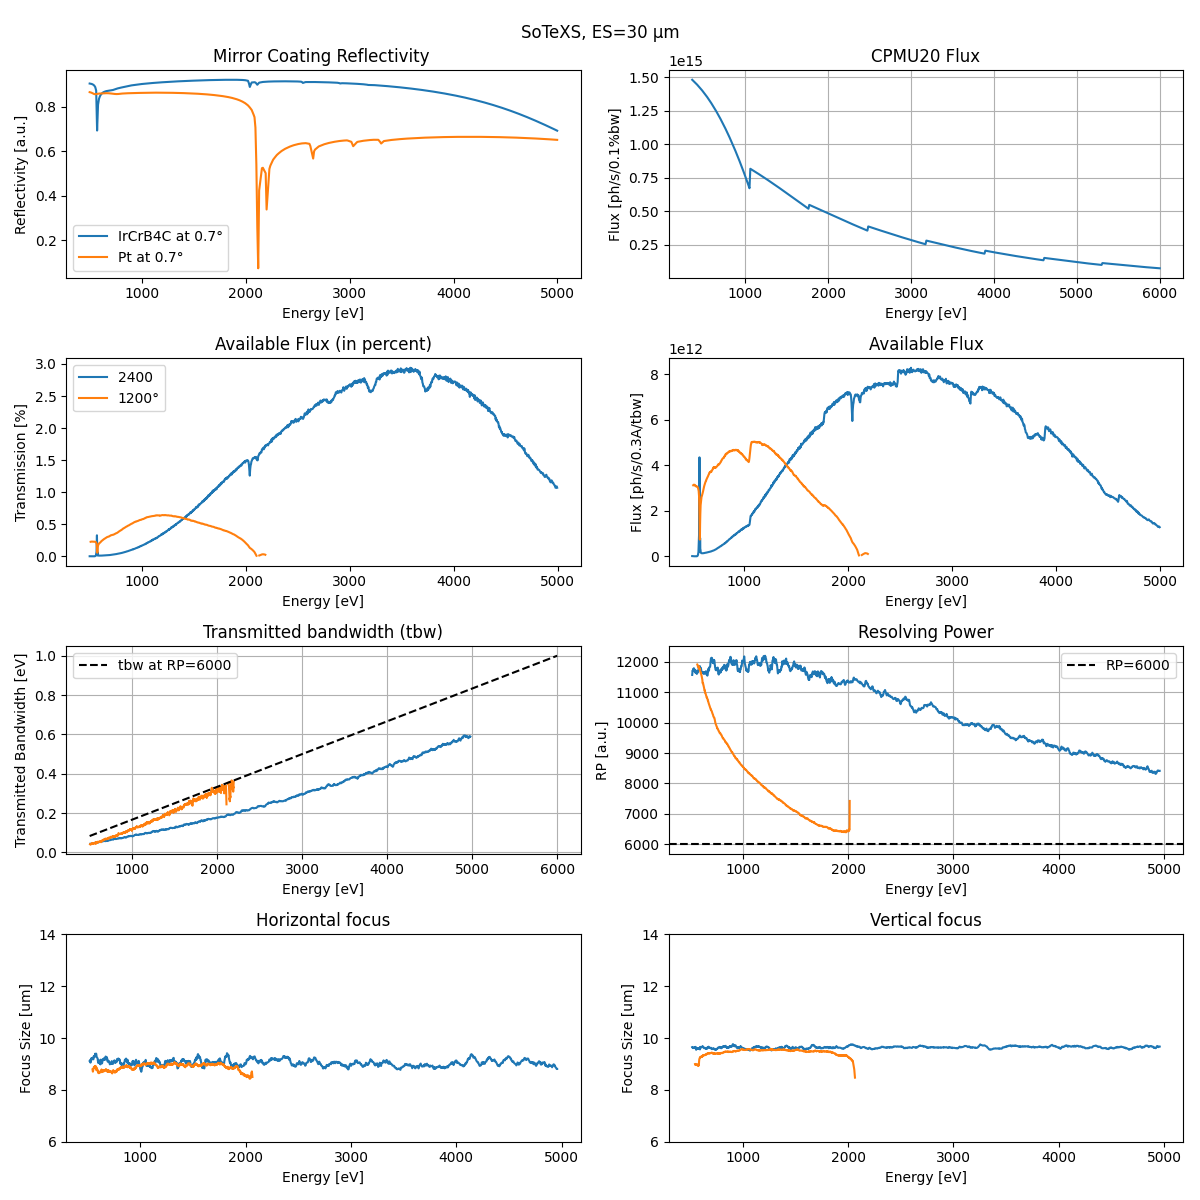 SoTeXS, ES=30 μm
Mirror Coating Reflectivity
Reflectivity [a.u.]
0.8
0.6
0.4
0.2
IrCrB4C at 0.7°
Pt at 0.7°
1000 2000 3000 4000 5000
Energy [eV]
CPMU20 Flux
1e15
Flux [ph/s/0.1%bw]
1.50
1.25
1.00
0.75
0.50
0.25
1000 2000 3000 4000 5000 6000
Energy [eV]
Available Flux (in percent)
Transmission [%]
3.0
2.5
2.0
1.5
1.0
0.5
0.0
2400
1200°
1000 2000 3000 4000 5000
Energy [eV]
Available Flux
1e12
Flux [ph/s/0.3A/tbw]
8
6
4
2
0
1000 2000 3000 4000 5000
Energy [eV]
Transmitted bandwidth (tbw)
Transmitted Bandwidth [eV]
1.0
0.8
0.6
0.4
0.2
0.0
tbw at RP=6000
1000 2000 3000 4000 5000 6000
Energy [eV]
Resolving Power
RP [a.u.]
12000
11000
10000
9000
8000
7000
6000
RP=6000
1000 2000 3000 4000 5000
Energy [eV]
Horizontal focus
Focus Size [um]
14
12
10
8
6
1000 2000 3000 4000 5000
Energy [eV]
Vertical focus
Focus Size [um]
14
12
10
8
6
1000 2000 3000 4000 5000
Energy [eV]